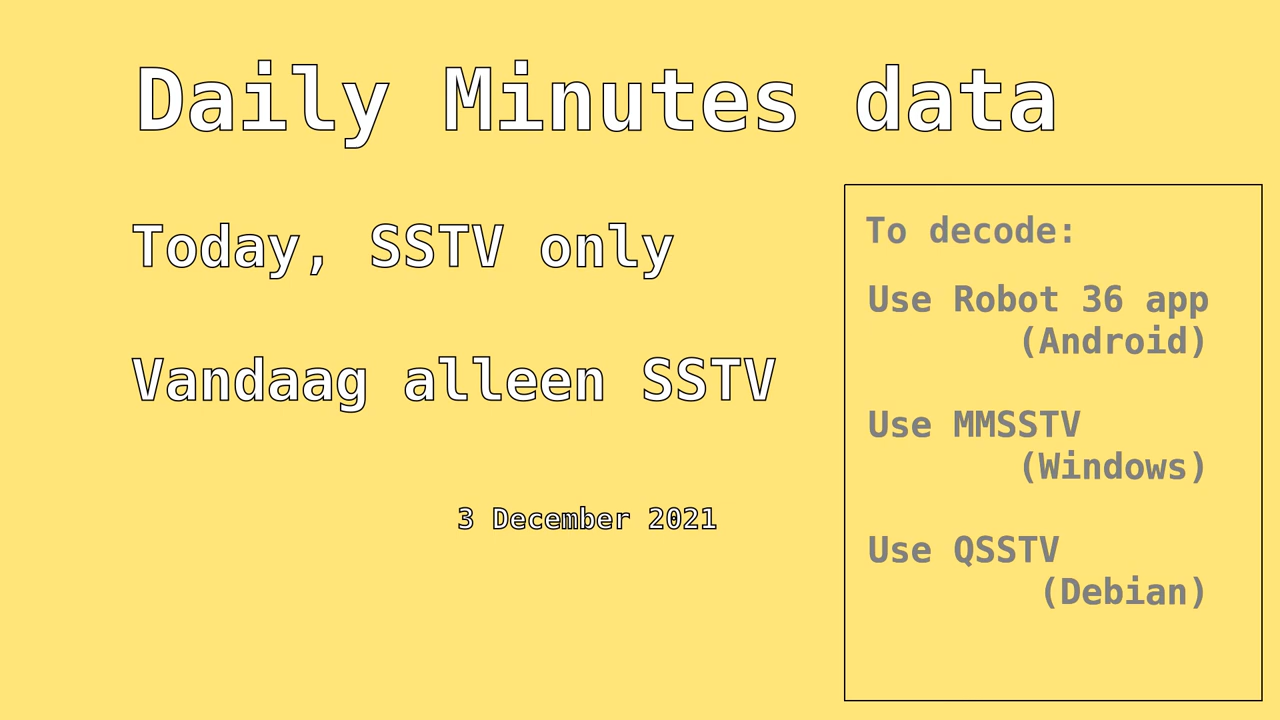 Daily Minutes data
Today, SSTV only
Vandaag alleen SSTV
3 December 2021
To decode:
Use Robot 36 app
(Android)
Use MMSSTV
(Windows)
Use QSSTV
(Debian)